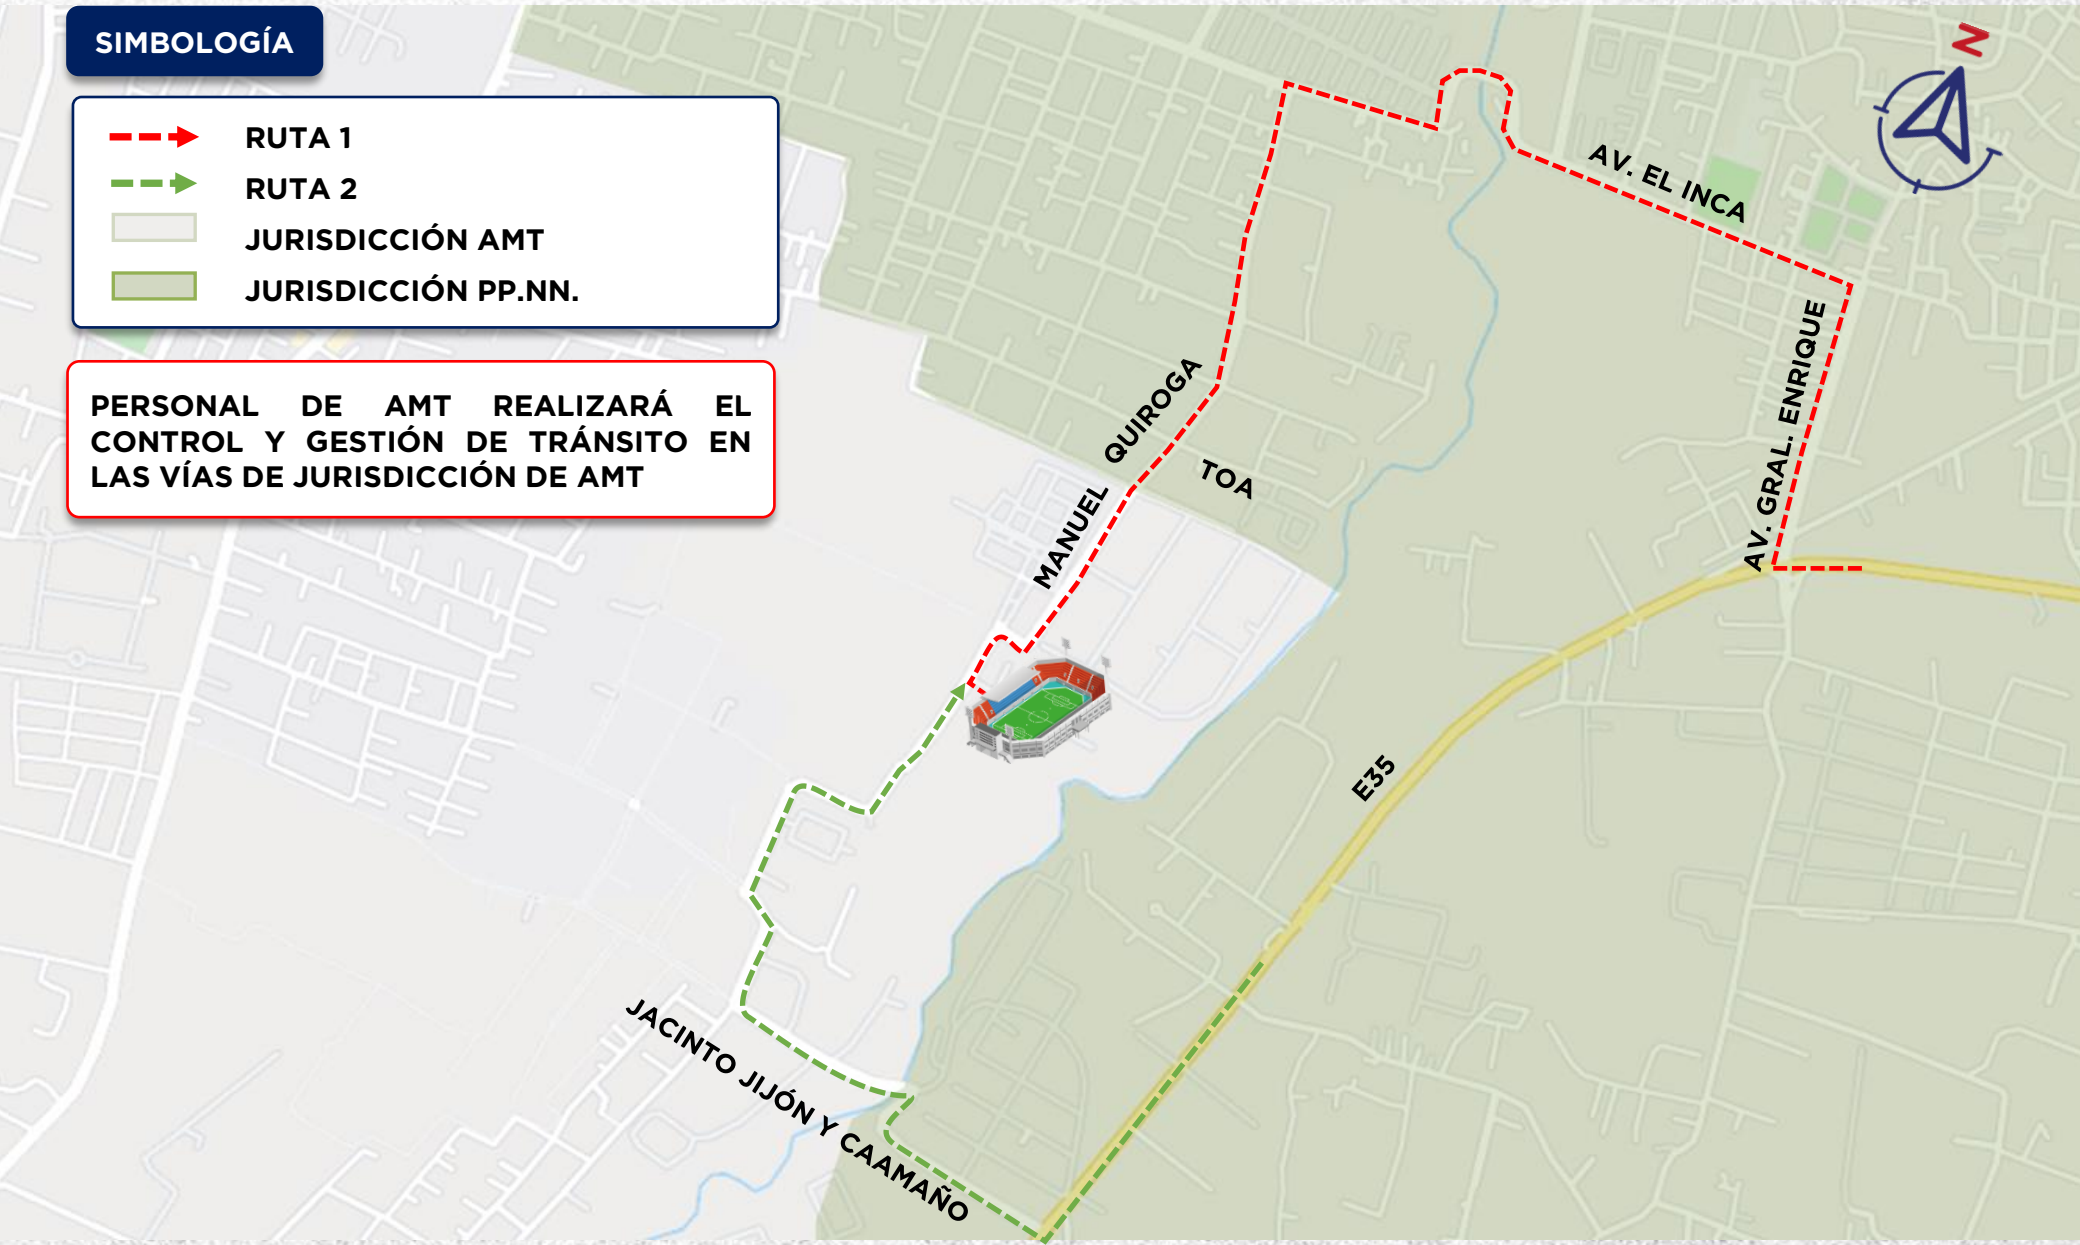 SIMBOLOGÍA
RUTA 1
RUTA 2
JURISDICCIÓN AMT
JURISDICCIÓN PP.NN.
PERSONAL DE AMT REALIZARÁ EL
CONTROL Y GESTIÓN DE TRÁNSITO EN
LAS VÍAS DE JURISDICCIÓN DE AMT
N
AV. EL INCA
AV. GRAL. ENRIQUE
MANUEL QUIROGA
TOA
E35
JACINTO JIJÓN Y CAAMAÑO